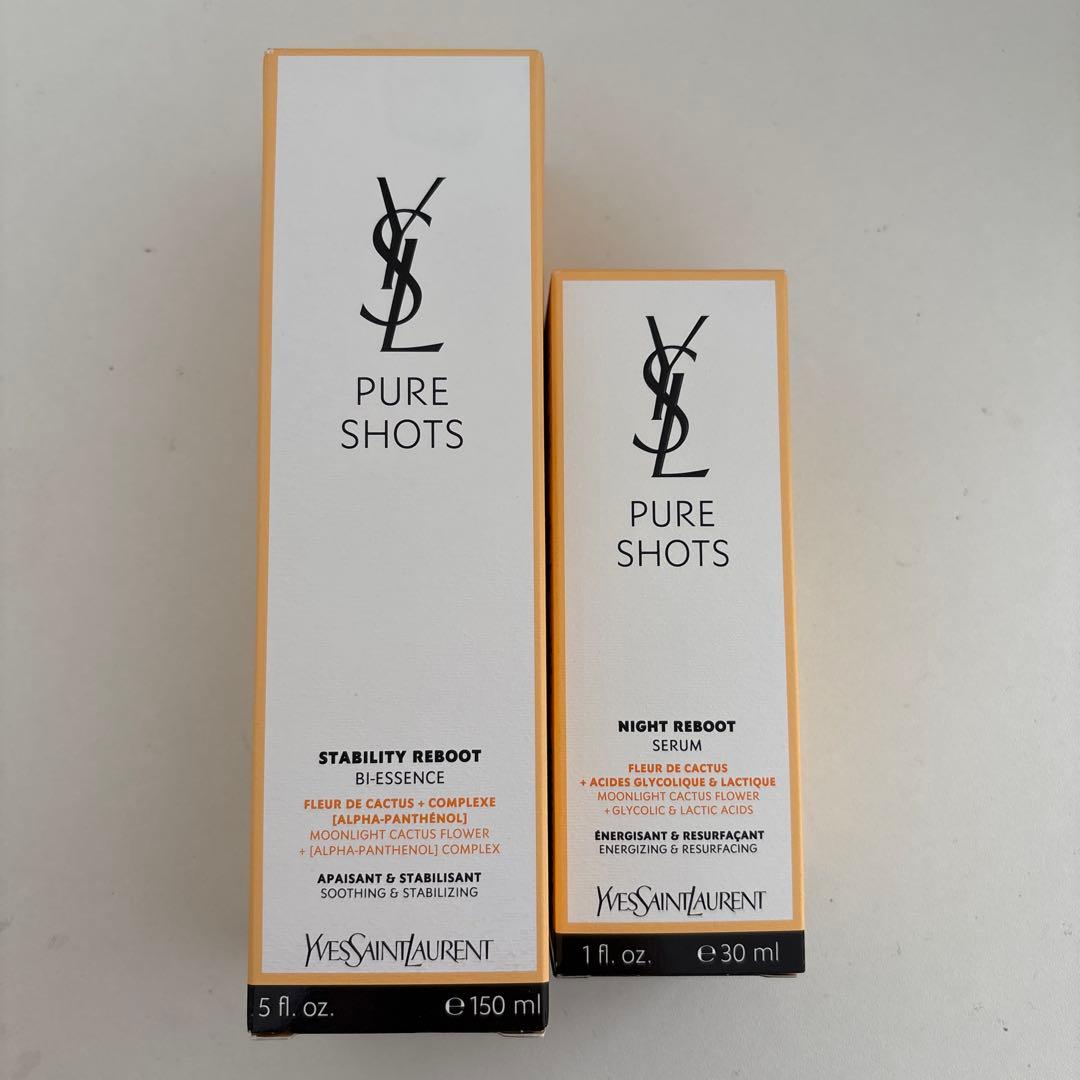 YSL
PURE
SHOTS
STABILITY REBOOT
BI-ESSENCE
FLEUR DE CACTUS + COMPLEXE
[ALPHA-PANTHÉNOL]
MOONLIGHT CACTUS FLOWER
+ [ALPHA-PANTHENOL] COMPLEX
APAISANT & STABILISANT
SOOTHING & STABILIZING
YVESSAINTLAURENT
5 fl. oz. ℮ 150 ml
YSL
PURE
SHOTS
NIGHT REBOOT
SERUM
FLEUR DE CACTUS
+ ACIDES GLYCOLIQUE & LACTIQUE
MOONLIGHT CACTUS FLOWER
+ GLYCOLIC & LACTIC ACIDS
ÉNERGISANT & RESURFAÇANT
ENERGIZING & RESURFACING
YVESSAINTLAURENT
1 fl. oz. ℮ 30 ml